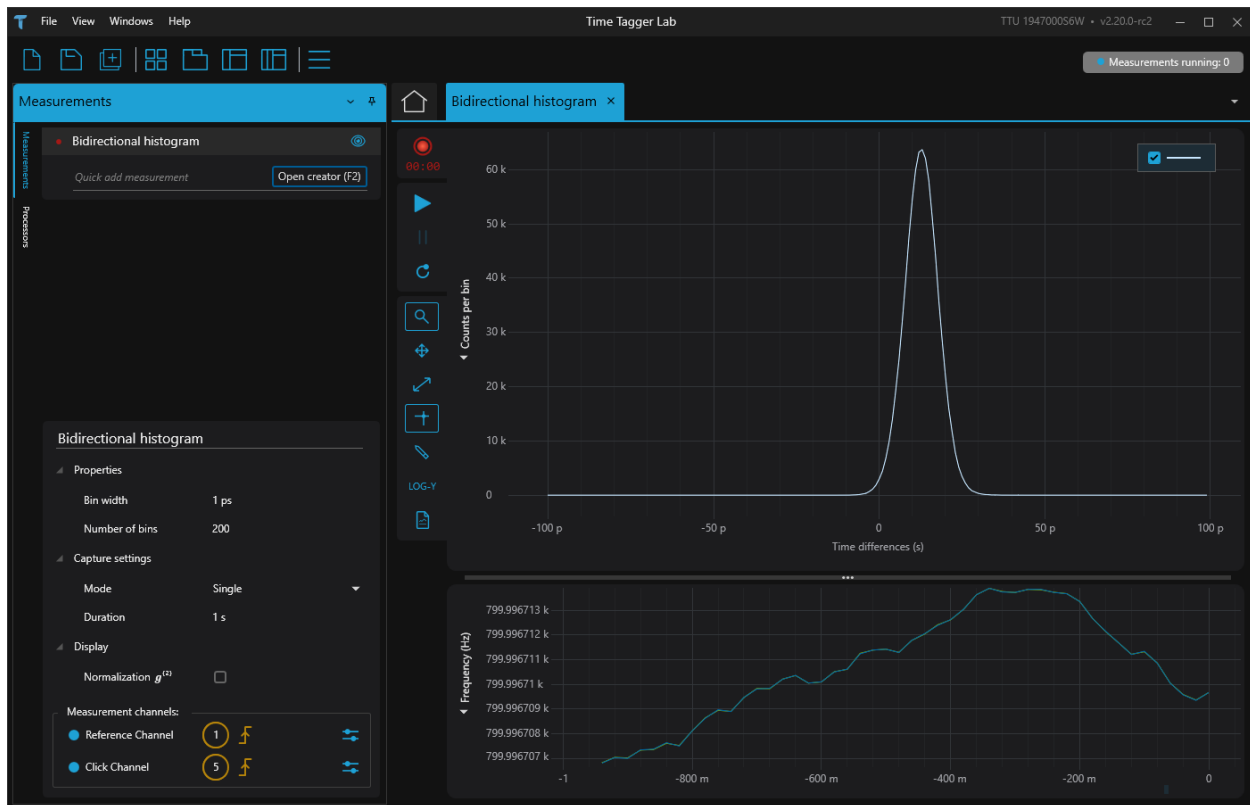 File View Windows Help
Time Tagger Lab
TTU 1947000S6W • v2.20.0-rc2
Measurements running: 0
Measurements
Measurements
Processors
Bidirectional histogram
Quick add measurement
Open creator (F2)
Bidirectional histogram
Properties
Bin width 1 ps
Number of bins 200
Capture settings
Mode Single
Duration 1 s
Display
Normalization g(2)
Measurement channels:
Reference Channel 1
Click Channel 5
Bidirectional histogram ×
00:00
LOG-Y
Counts per bin
60 k
50 k
40 k
30 k
20 k
10 k
0
-100 p -50 p 0 50 p 100 p
Time differences (s)
Frequency (Hz)
799.996713 k
799.996712 k
799.996711 k
799.99671 k
799.996709 k
799.996708 k
799.996707 k
-1 -800 m -600 m -400 m -200 m 0